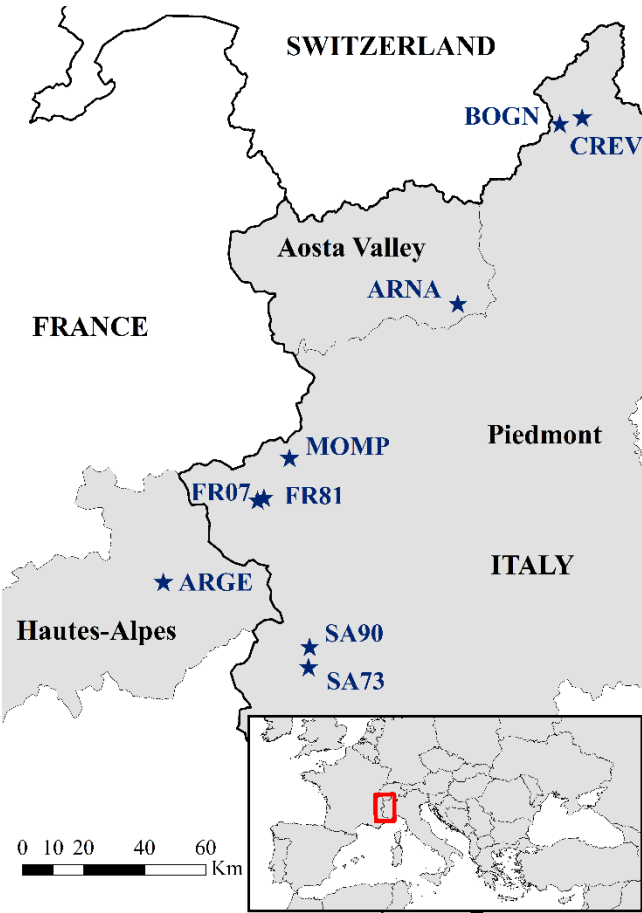 SWITZERLAND
BOGN
CREV
Aosta Valley
ARNA
FRANCE
MOMP
Piedmont
FR07 FR81
ITALY
ARGE
Hautes-Alpes
SA90
SA73
0 10 20 40 60
Km